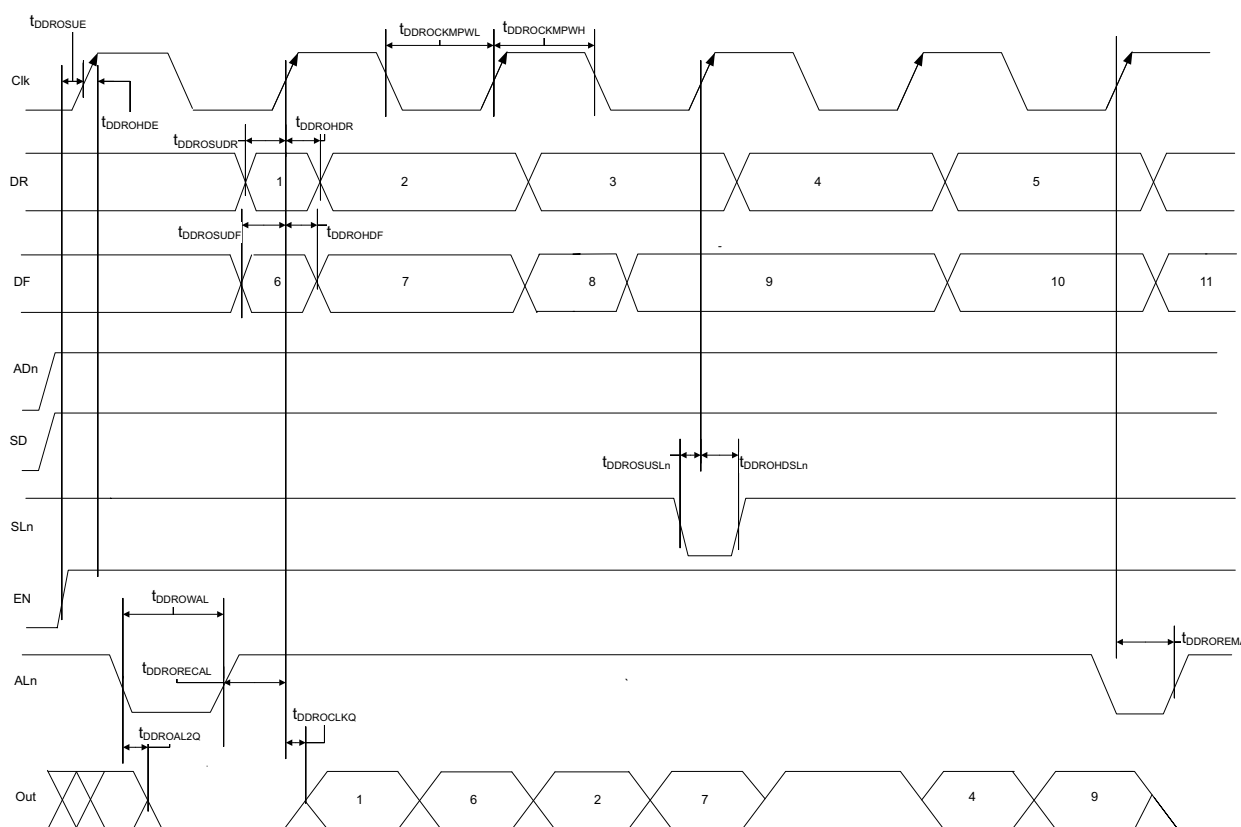 tDDROSUE
tDDROCKMPWL
tDDROCKMPWH
Clk
tDDROHDE
tDDROSUDR
tDDROHDR
DR
1
2
3
4
5
tDDROSUDF
tDDROHDF
DF
6
7
8
9
10
11
ADn
SD
tDDROSUSLn
tDDROHDSLn
SLn
EN
tDDROWAL
tDDROREMA
tDDRORECAL
ALn
tDDROCLKQ
tDDROAL2Q
Out
1
6
2
7
4
9